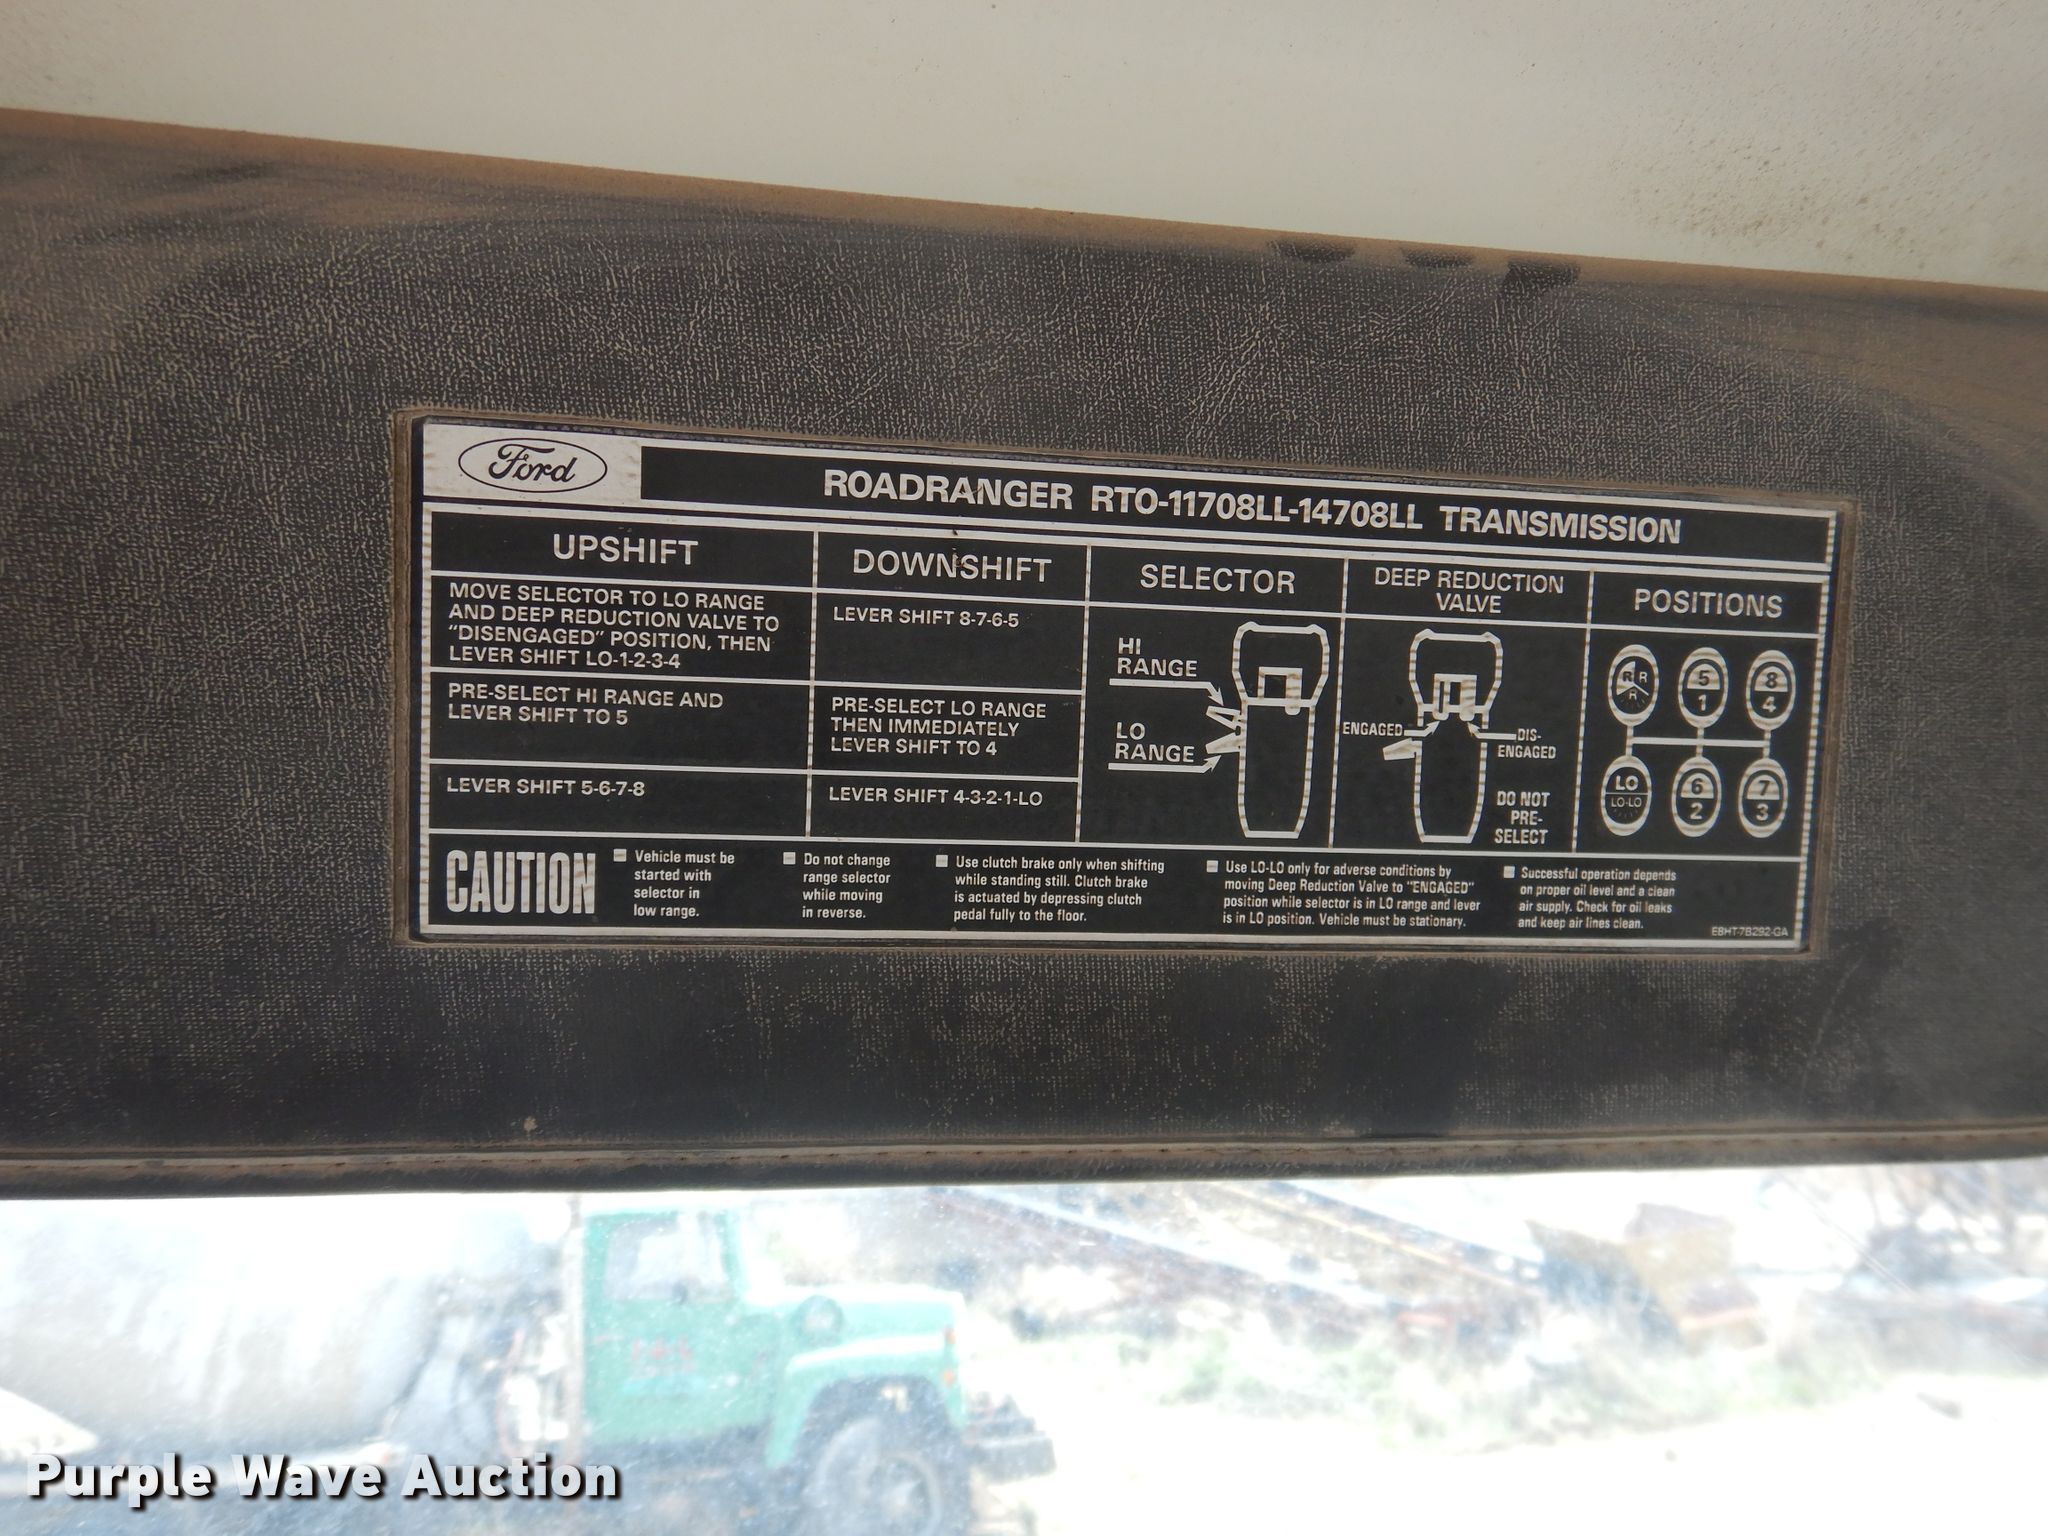 Ford
ROADRANGER RTO-11708LL-14708LL TRANSMISSION
UPSHIFT
MOVE SELECTOR TO LO RANGE
AND DEEP REDUCTION VALVE TO
"DISENGAGED" POSITION, THEN
LEVER SHIFT LO-1-2-3-4
PRE-SELECT HI RANGE AND
LEVER SHIFT TO 5
LEVER SHIFT 5-6-7-8
DOWNSHIFT
LEVER SHIFT 8-7-6-5
PRE-SELECT LO RANGE
THEN IMMEDIATELY
LEVER SHIFT TO 4
LEVER SHIFT 4-3-2-1-LO
SELECTOR
HI
RANGE
LO
RANGE
DEEP REDUCTION
VALVE
ENGAGED
DIS-
ENGAGED
DO NOT
PRE-
SELECT
POSITIONS
R R
R
5
1
8
4
LO
LO-LO
6
2
7
3
CAUTION
Vehicle must be
started with
selector in
low range.
Do not change
range selector
while moving
in reverse.
Use clutch brake only when shifting
while standing still. Clutch brake
is actuated by depressing clutch
pedal fully to the floor.
Use LO-LO only for adverse conditions by
moving Deep Reduction Valve to "ENGAGED"
position while selector is in LO range and lever
is in LO position. Vehicle must be stationary.
Successful operation depends
on proper oil level and a clean
air supply. Check for oil leaks
and keep air lines clean.
E8HT-7B292-GA
Purple Wave Auction